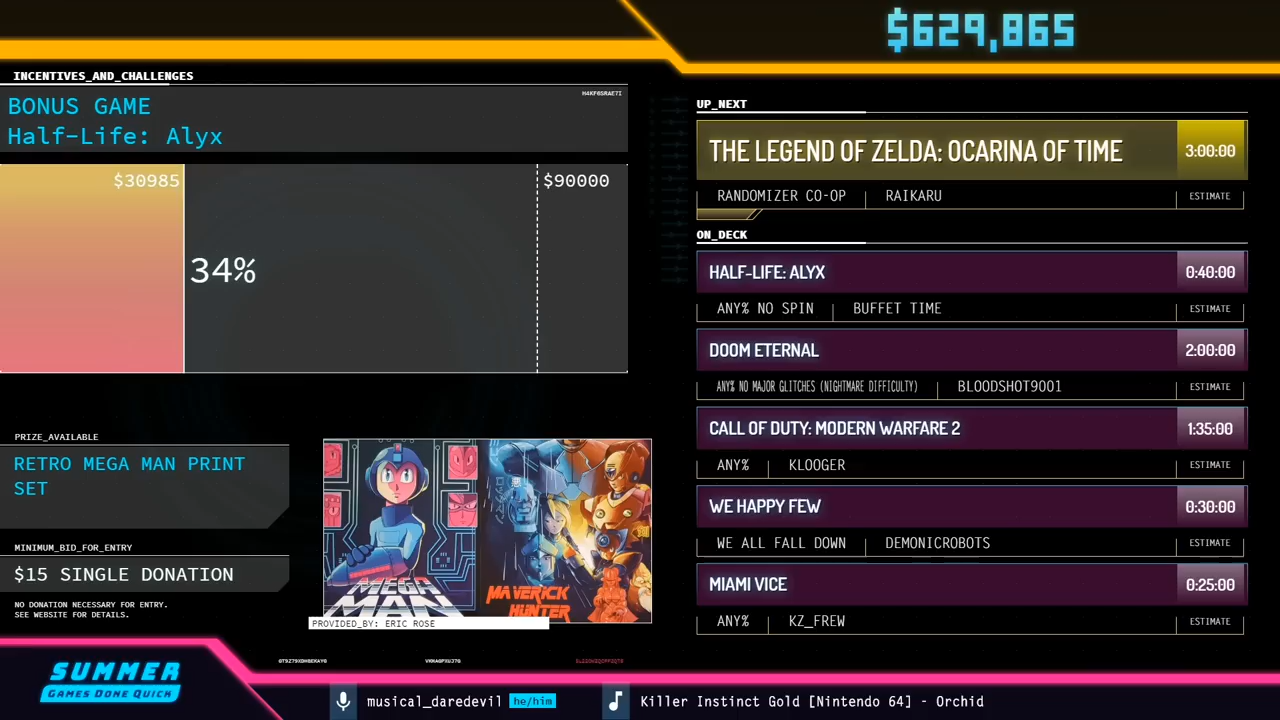 $629,865
INCENTIVES_AND_CHALLENGES
BONUS GAME
Half-Life: Alyx
$30985
$90000
34%
PRIZE_AVAILABLE
RETRO MEGA MAN PRINT
SET
MINIMUM_BID_FOR_ENTRY
$15 SINGLE DONATION
NO DONATION NECESSARY FOR ENTRY.
SEE WEBSITE FOR DETAILS.
MEGA
MAN
MAVERICK
HUNTER
PROVIDED_BY: ERIC ROSE
UP_NEXT
THE LEGEND OF ZELDA: OCARINA OF TIME
3:00:00
RANDOMIZER CO-OP
RAIKARU
ESTIMATE
ON_DECK
HALF-LIFE: ALYX
0:40:00
ANY% NO SPIN
BUFFET TIME
ESTIMATE
DOOM ETERNAL
2:00:00
ANY% NO MAJOR GLITCHES (NIGHTMARE DIFFICULTY)
BLOODSHOT9001
ESTIMATE
CALL OF DUTY: MODERN WARFARE 2
1:35:00
ANY%
KLOOGER
ESTIMATE
WE HAPPY FEW
0:30:00
WE ALL FALL DOWN
DEMONICROBOTS
ESTIMATE
MIAMI VICE
0:25:00
ANY%
KZ_FREW
ESTIMATE
SUMMER
GAMES DONE QUICK
musical_daredevil
he/him
Killer Instinct Gold [Nintendo 64] - Orchid